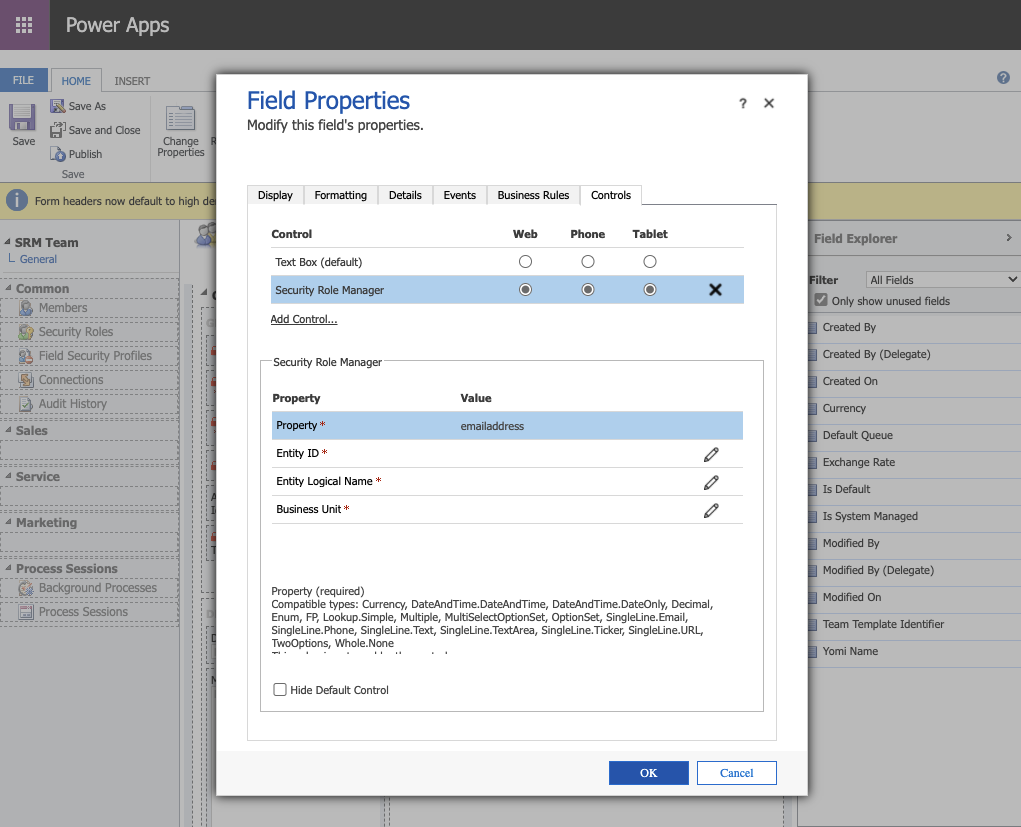 Power Apps
FILE
HOME
INSERT
Save
Save As
Save and Close
Publish
Save
Change
Properties
Form headers now default to high
SRM Team
General
Common
Members
Security Roles
Field Security Profiles
Connections
Audit History
Sales
Service
Marketing
Process Sessions
Background Processes
Process Sessions
Field Properties
? 
Modify this field's properties.
Display
Formatting
Details
Events
Business Rules
Controls
Control Web Phone Tablet
Text Box (default)
Security Role Manager
Add Control...
Security Role Manager
Property Value
Property * emailaddress
Entity ID *
Entity Logical Name *
Business Unit *
Property (required)
Compatible types: Currency, DateAndTime.DateAndTime, DateAndTime.DateOnly, Decimal,
Enum, FP, Lookup.Simple, Multiple, MultiSelectOptionSet, OptionSet, SingleLine.Email,
SingleLine.Phone, SingleLine.Text, SingleLine.TextArea, SingleLine.Ticker, SingleLine.URL,
TwoOptions, Whole.None
Hide Default Control
OK
Cancel
Field Explorer
Filter
All Fields
Only show unused fields
Created By
Created By (Delegate)
Created On
Currency
Default Queue
Exchange Rate
Is Default
Is System Managed
Modified By
Modified By (Delegate)
Modified On
Team Template Identifier
Yomi Name